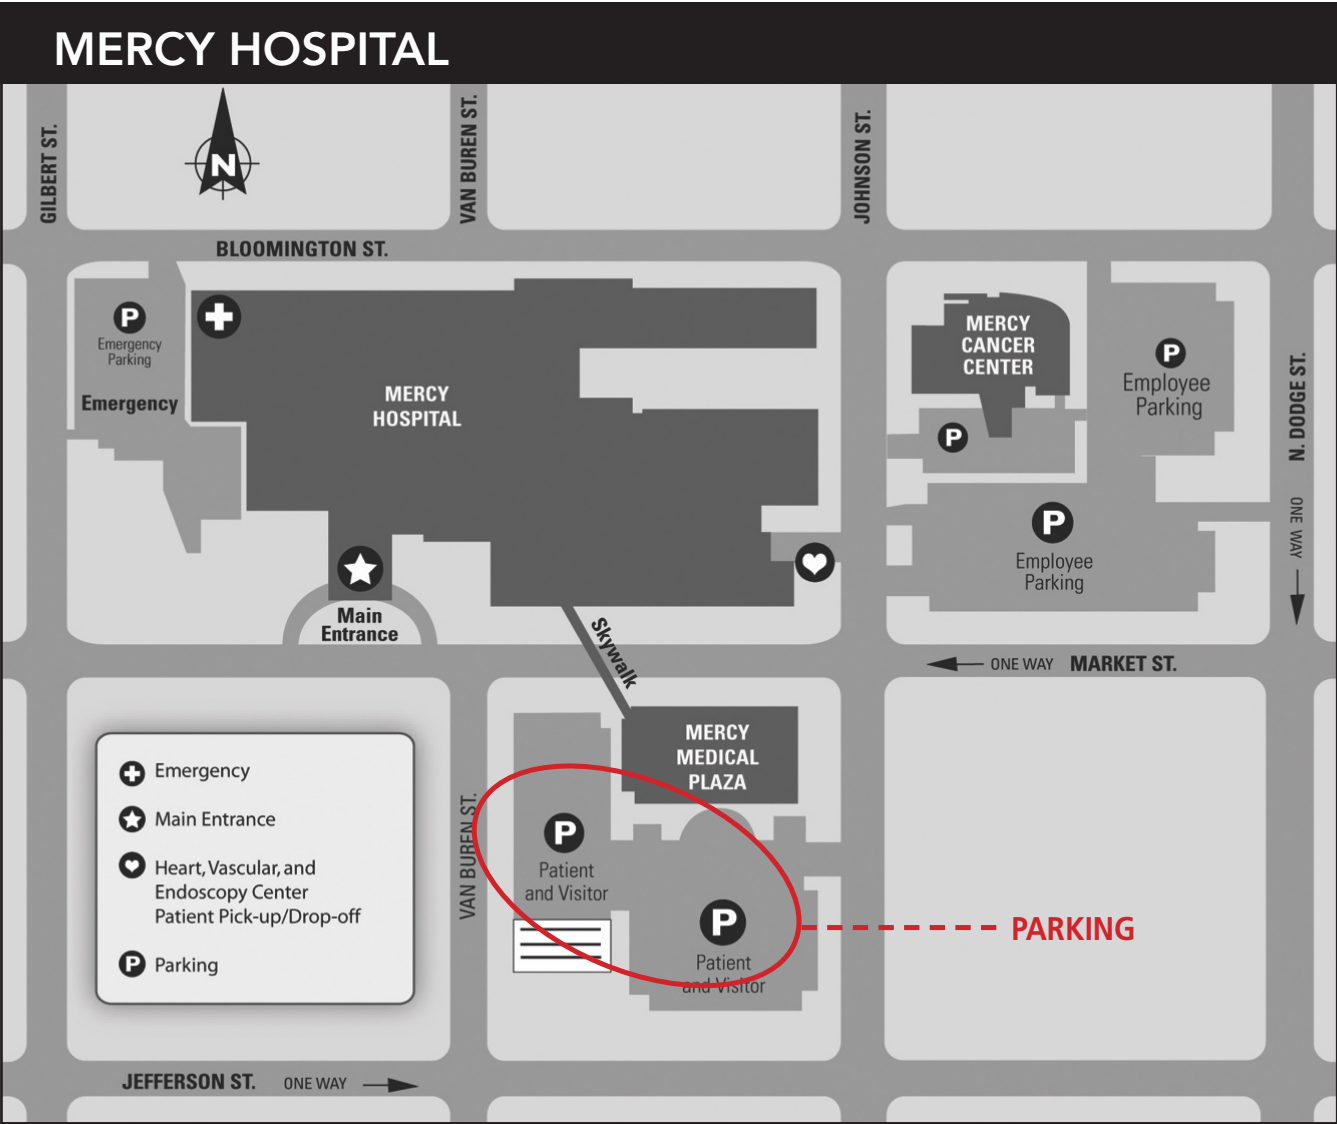 MERCY HOSPITAL
GILBERT ST.
N
VAN BUREN ST.
JOHNSON ST.
BLOOMINGTON ST.
P
Emergency
Parking
Emergency
MERCY
HOSPITAL
MERCY
CANCER
CENTER
P
P
Employee
Parking
N. DODGE ST.
ONE WAY
P
Employee
Parking
Main
Entrance
Skywalk
ONE WAY MARKET ST.
MERCY
MEDICAL
PLAZA
Emergency
Main Entrance
Heart, Vascular, and
Endoscopy Center
Patient Pick-up/Drop-off
P Parking
VAN BUREN ST.
P
Patient
and Visitor
P
Patient
and Visitor
PARKING
JEFFERSON ST. ONE WAY